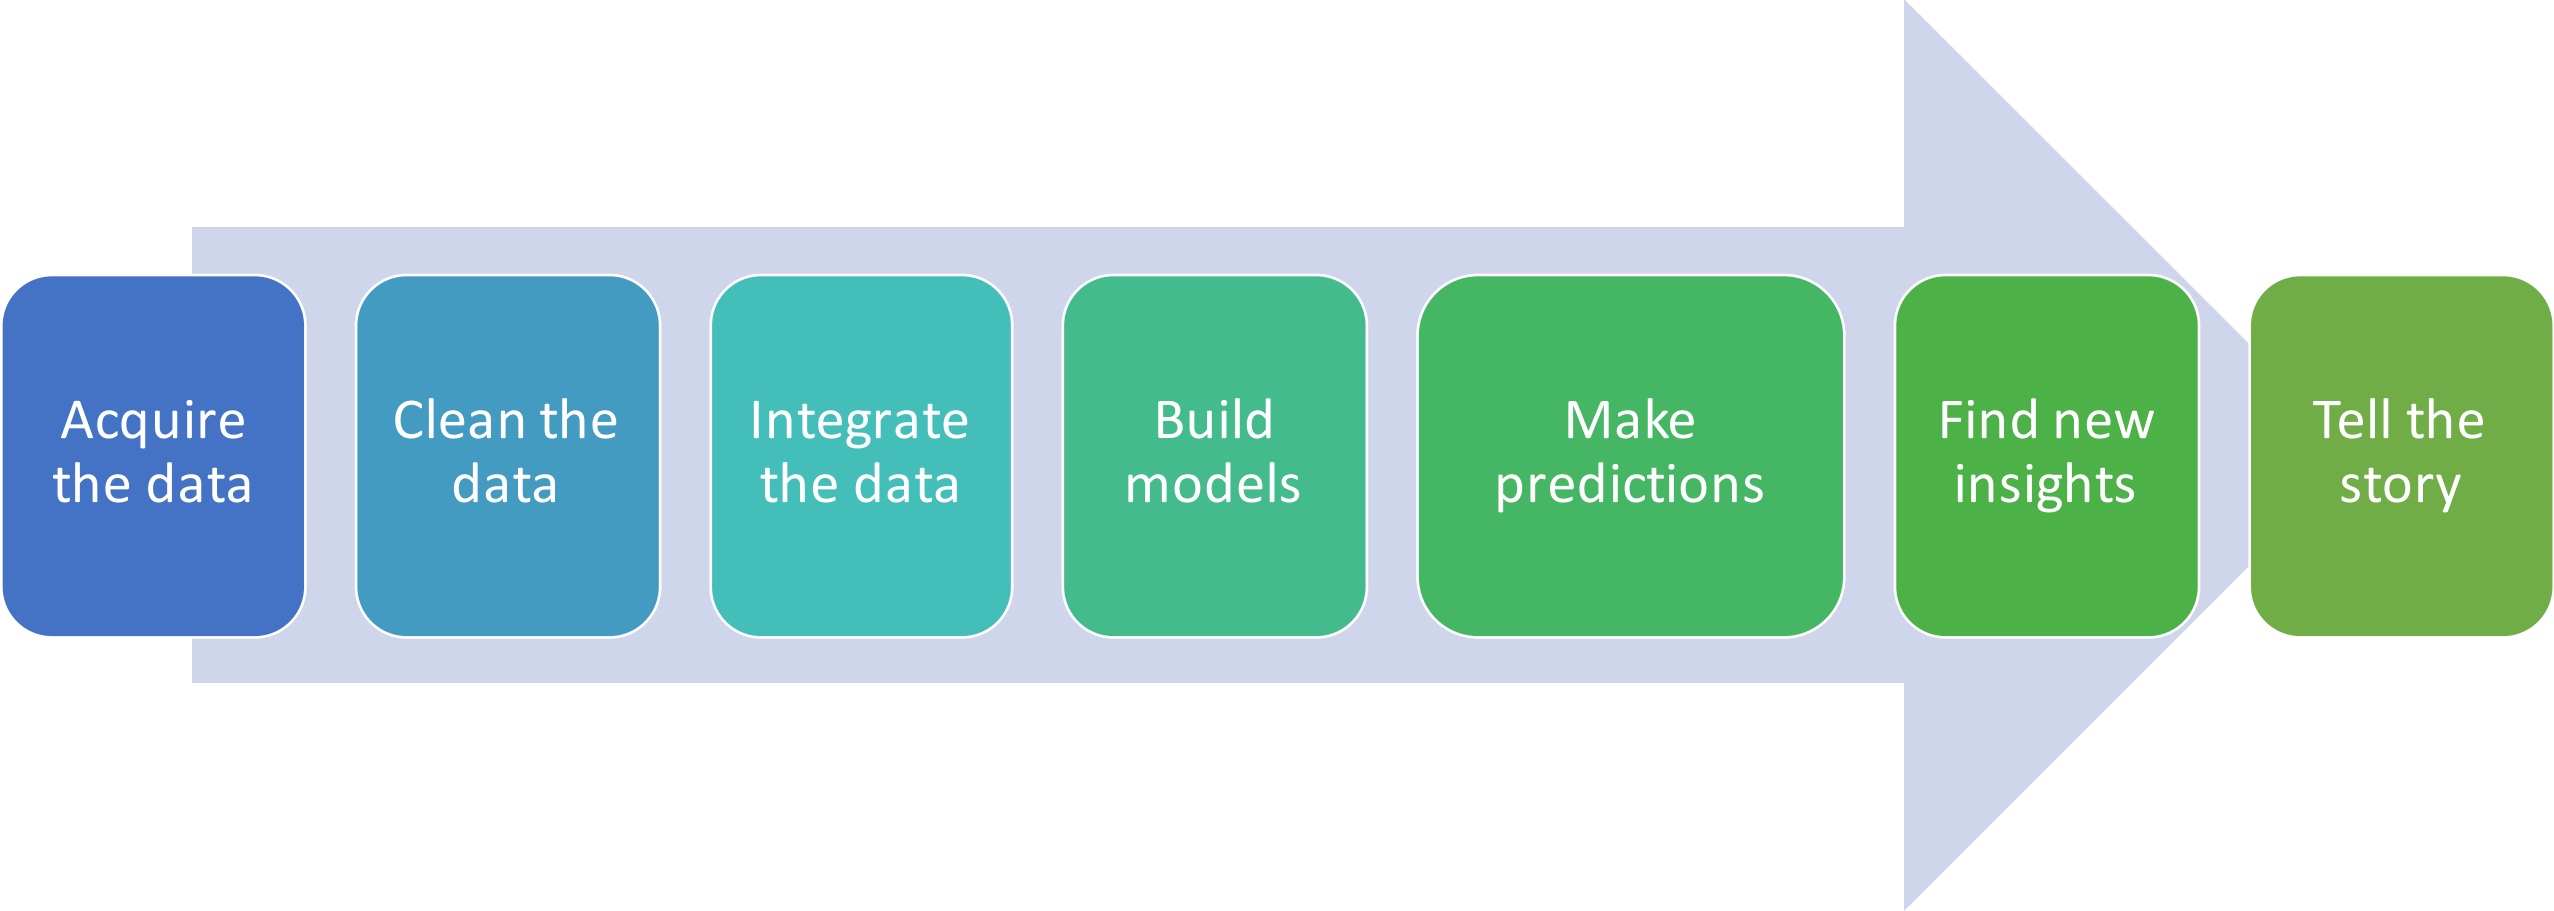 Acquire
the data
Clean the
data
Integrate
the data
Build
models
Make
predictions
Find new
insights
Tell the
story